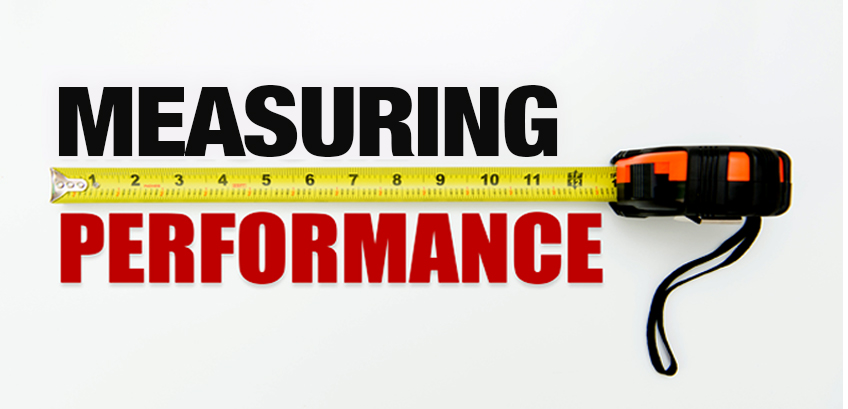 MEASURING
1 2 3 4 5 6 7 8 9 10 11
PERFORMANCE